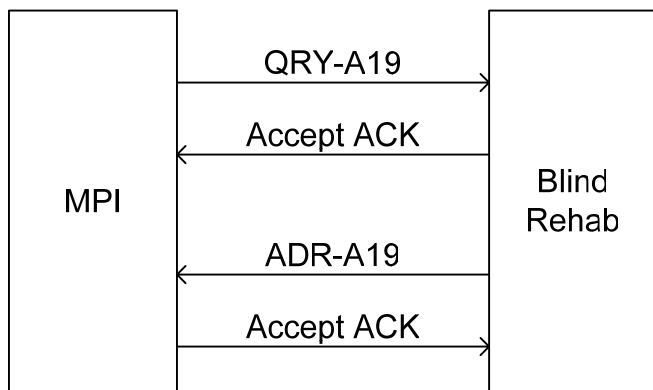 QRY-A19
Accept ACK
MPI
Blind
Rehab
ADR-A19
Accept ACK